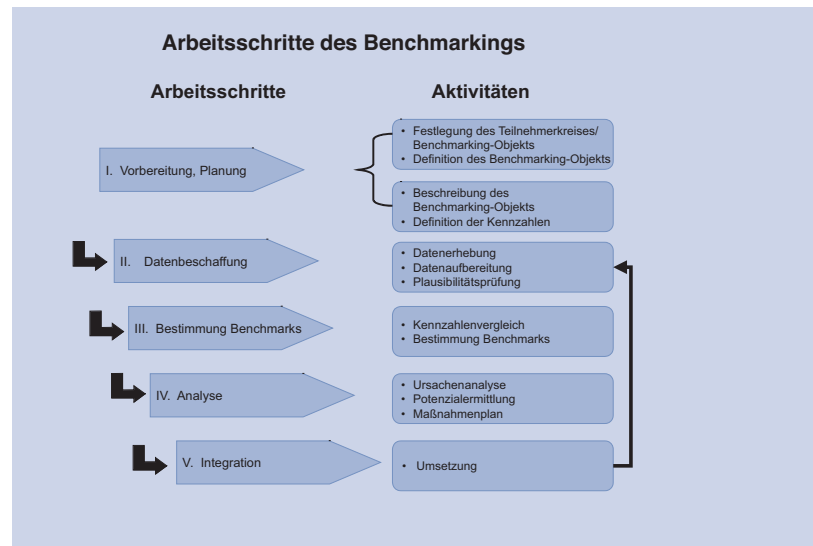 Arbeitsschritte des Benchmarkings
Arbeitsschritte
Aktivitäten
I. Vorbereitung, Planung
• Festlegung des Teilnehmerkreises/
Benchmarking-Objekts
• Definition des Benchmarking-Objekts
• Beschreibung des
Benchmarking-Objekts
• Definition der Kennzahlen
II. Datenbeschaffung
• Datenerhebung
• Datenaufbereitung
• Plausibilitätsprüfung
III. Bestimmung Benchmarks
• Kennzahlenvergleich
• Bestimmung Benchmarks
IV. Analyse
• Ursachenanalyse
• Potenzialermittlung
• Maßnahmenplan
V. Integration
• Umsetzung